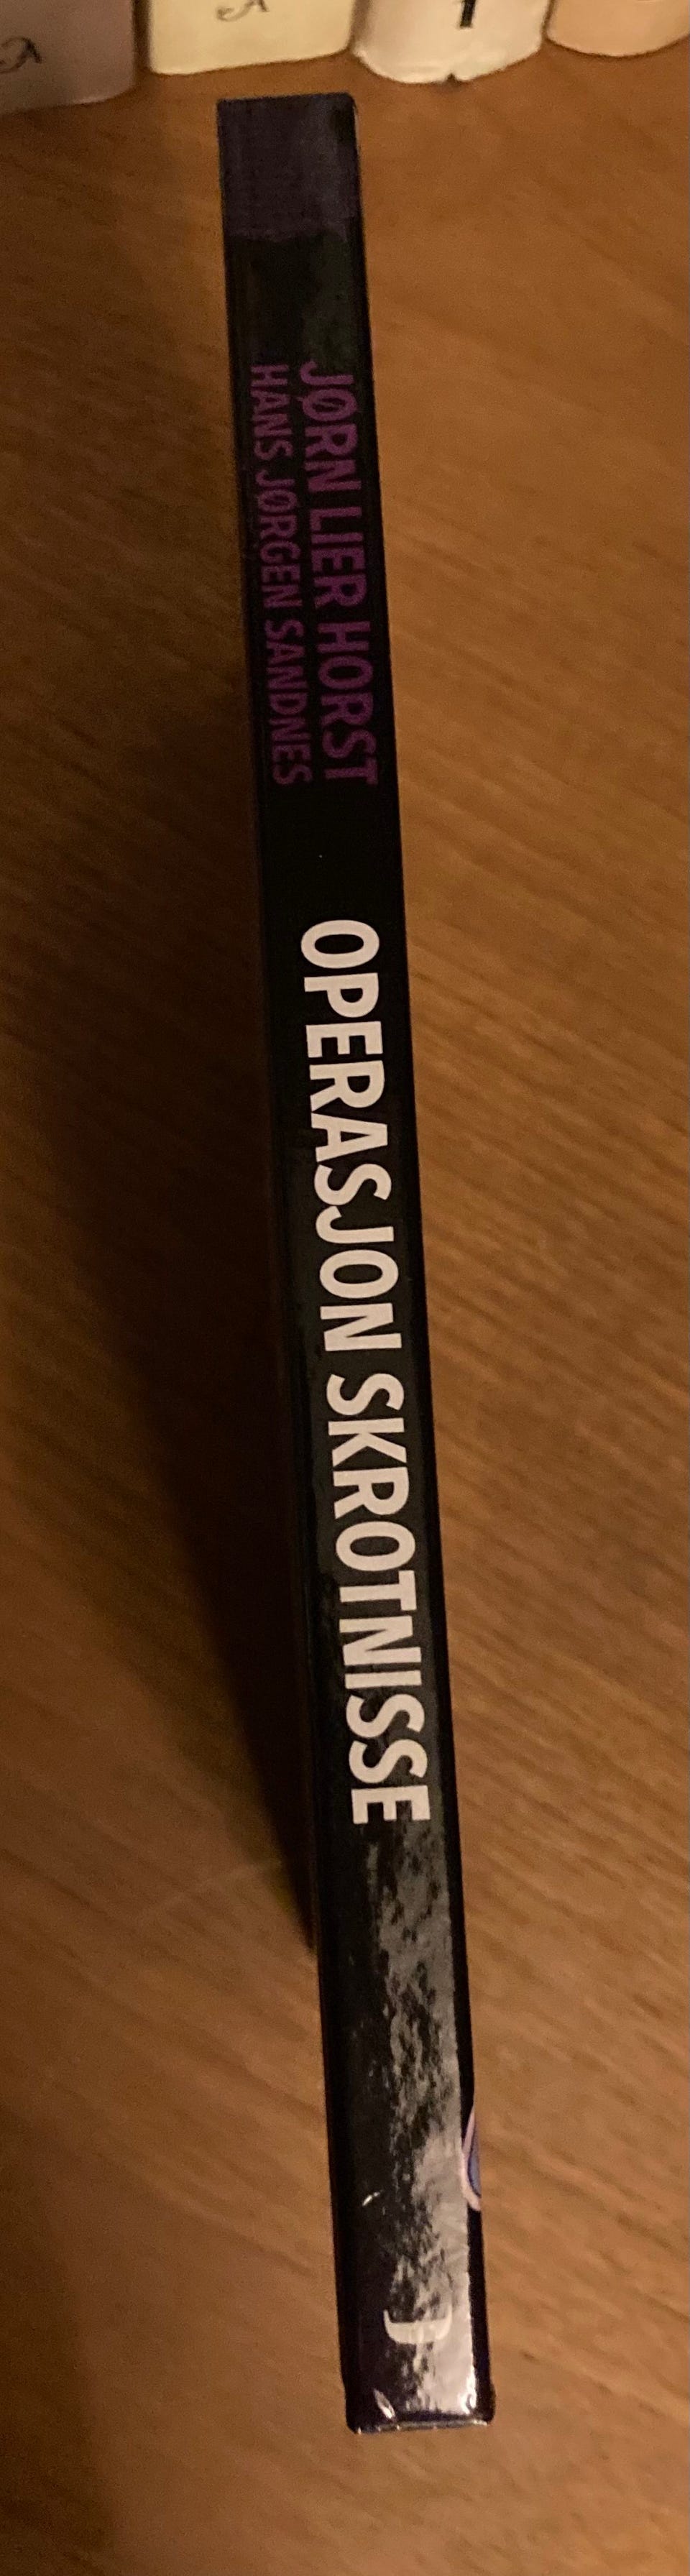 JØRN LIER HORST
HANS JØRGEN SANDNES
OPERASJON SKROTNISSE
J